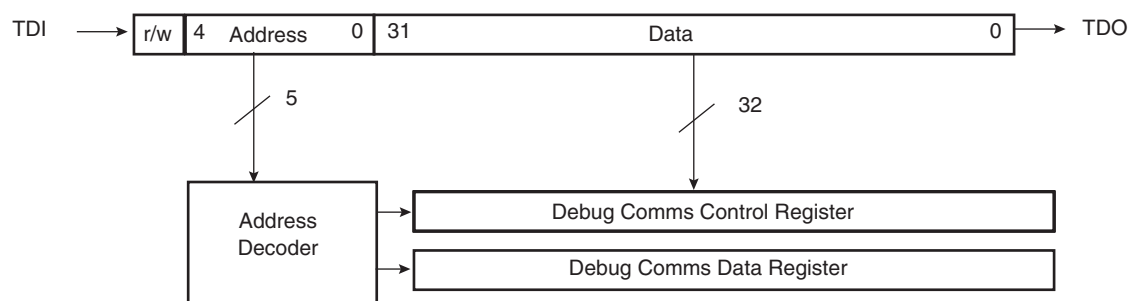 TDI r/w 4 Address 0 31 Data 0 TDO
5
32
Address
Decoder
Debug Comms Control Register
Debug Comms Data Register